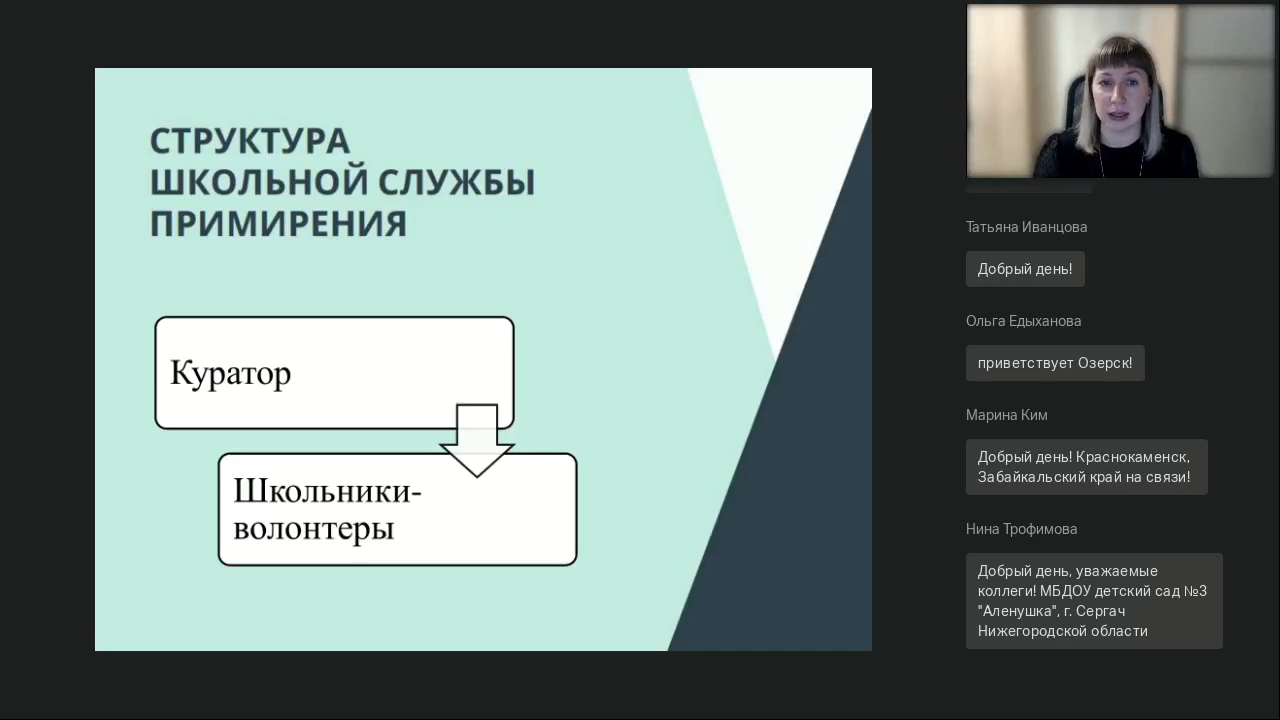 СТРУКТУРА
ШКОЛЬНОЙ СЛУЖБЫ
ПРИМИРЕНИЯ
Куратор
Школьники-
волонтеры
Татьяна Иванцова
Добрый день!
Ольга Едыханова
приветствует Озерск!
Марина Ким
Добрый день! Краснокаменск,
Забайкальский край на связи!
Нина Трофимова
Добрый день, уважаемые
коллеги! МБДОУ детский сад №3
"Аленушка", г. Сергач
Нижегородской области